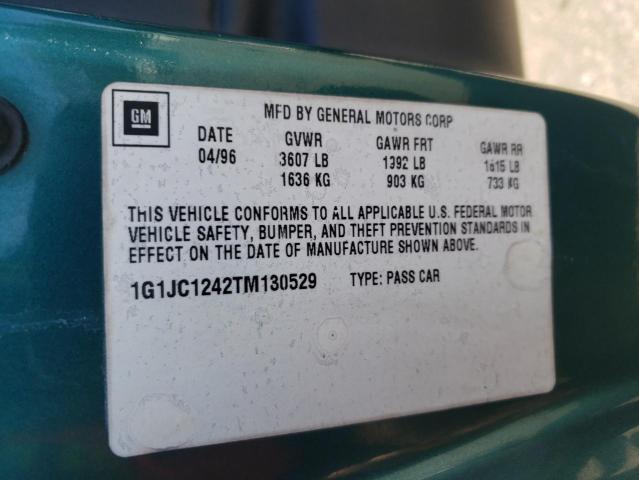 GM
MFD BY GENERAL MOTORS CORP
DATE GVWR GAWR FRT GAWR RR
04/96 3607 LB 1992 LB 1615 LB
1636 KG 903 KG 733 KG
THIS VEHICLE CONFORMS TO ALL APPLICABLE U.S. FEDERAL MOTOR
VEHICLE SAFETY, BUMPER, AND THEFT PREVENTION STANDARDS IN
EFFECT ON THE DATE OF MANUFACTURE SHOWN ABOVE.
1G1JC1242TM130529 TYPE: PASS CAR